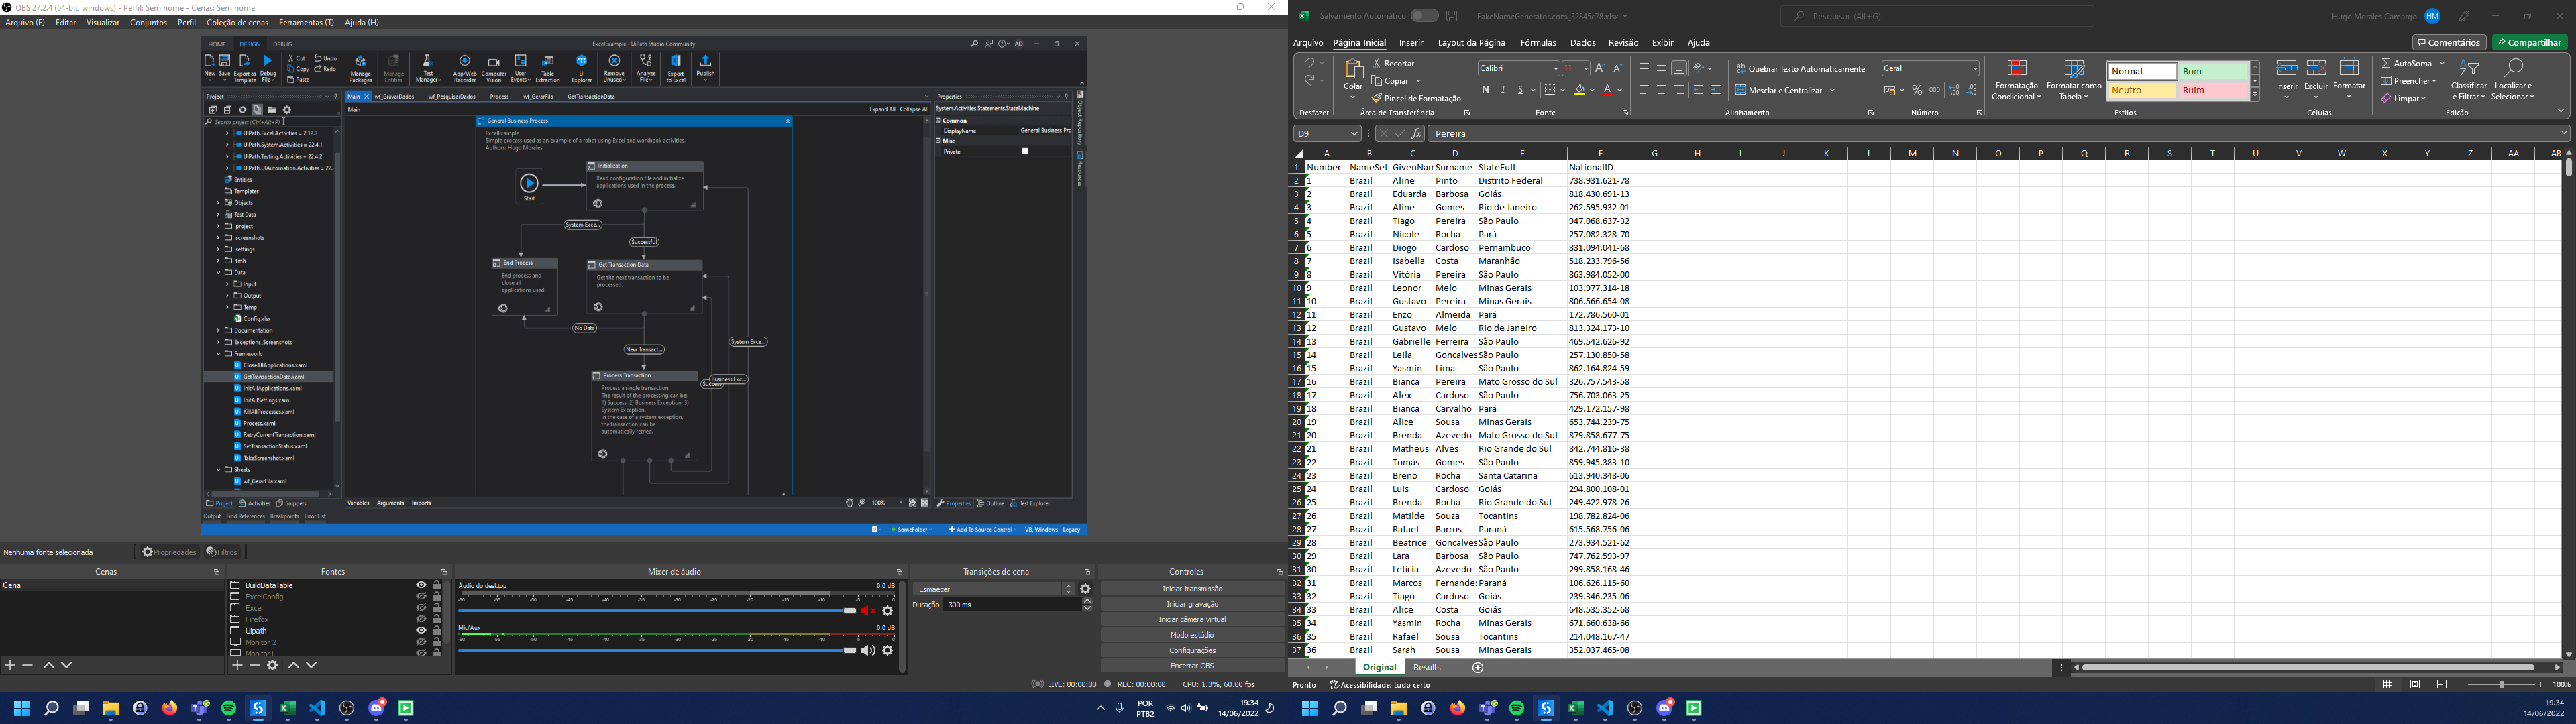 OBS 27.2.4 (64-bit, windows) - Perfil: Sem nome - Cenas: Sem nome
Arquivo (F) Editar Visualizar Conjuntos Perfil Coleção de cenas Ferramentas (T) Ajuda (H)
HOME DESIGN DEBUG ExcelExample - UiPath Studio Community AD
New Save Export as Template Debug File Cut Copy Paste Undo Redo Manage Packages Manage Entities Test Manager App/Web Recorder Computer Vision User Events Table Extraction UI Explorer Remove Unused Analyze File Export to Excel Publish
Project
Search project (Ctrl+Alt+P)
UiPath.Excel.Activities = 2.12.3
UiPath.System.Activities = 22.4.1
UiPath.Testing.Activities = 22.4.2
UiPath.UIAutomation.Activities = 22.
Entities
Templates
Objects
Test Data
.project
.screenshots
.settings
.tmh
Data
Input
Output
Temp
Config.xlsx
Documentation
Exceptions_Screenshots
Framework
CloseAllApplications.xaml
GetTransactionData.xaml
InitAllApplications.xaml
InitAllSettings.xaml
KillAllProcesses.xaml
Process.xaml
RetryCurrentTransaction.xaml
SetTransactionStatus.xaml
TakeScreenshot.xaml
Sheets
wf_GerarFile.xaml
Project Activities Snippets
Output Find References Breakpoints Error List
Main wf_GravarDados wf_PesquisarDados Process wf_GerarFile GetTransactionData
Main Expand All Collapse All
General Business Process
ExcelExample
Simple process used as an example of a robot using Excel and workbook activities.
Authors: Hugo Morales
Start
Initialization
Read configuration file and initialize applications used in the process.
System Exce...
Successful
End Process
End process and close all applications used.
Get Transaction Data
Get the next transaction to be processed.
No Data
New Transact...
System Exce...
Business Exc...
Success
Process Transaction
Process a single transaction.
The result of the processing can be:
1) Success, 2) Business Exception, 3) System Exception.
In the case of a system exception, the transaction can be automatically retried.
Variables Arguments Imports 100%
Properties
System.Activities.Statements.StateMachine
Common
DisplayName General Business Prc
Misc
Private
Object Repository
Resources
Properties Outline Test Explorer
SomeFolder Add To Source Control VB, Windows - Legacy
Nenhuma fonte selecionada Propriedades Filtros
Cenas
Cena
Fontes
BuildDataTable
ExcelConfig
Excel
Firefox
Uipath
Monitor 2
Monitor1
Mixer de áudio
Áudio do desktop 0.0 dB
-60 -55 -50 -45 -40 -35 -30 -25 -20 -15 -10 -5 0
Mic/Aux 0.0 dB
-60 -55 -50 -45 -40 -35 -30 -25 -20 -15 -10 -5 0
Transições de cena
Esmaecer
Duração 300 ms
Controles
Iniciar transmissão
Iniciar gravação
Iniciar câmera virtual
Modo estúdio
Configurações
Encerrar OBS
LIVE: 00:00:00 REC: 00:00:00 CPU: 1.3%, 60.00 fps
POR PTB2 19:34 14/06/2022
Salvamento Automático FakeNameGenerator.com_32845c78.xlsx Pesquisar (Alt+G) Hugo Morales Camargo HM
Arquivo Página Inicial Inserir Layout da Página Fórmulas Dados Revisão Exibir Ajuda Comentários Compartilhar
Colar Recortar Copiar Pincel de Formatação Calibri 11 N I S Quebrar Texto Automaticamente Mesclar e Centralizar Geral Formatação Condicional Formatar como Tabela Normal Bom Neutro Ruim Inserir Excluir Formatar AutoSoma Preencher Limpar Classificar e Filtrar Localizar e Selecionar
Desfazer Área de Transferência Fonte Alinhamento Número Estilos Células Edição
D9 Pereira
A B C D E F G H I J K L M N O P Q R S T U V W X Y Z AA AB
1 Number NameSet GivenNam Surname StateFull NationalID
2 1 Brazil Aline Pinto Distrito Federal 738.931.621-78
3 2 Brazil Eduarda Barbosa Goiás 818.430.691-13
4 3 Brazil Aline Gomes Rio de Janeiro 262.595.932-01
5 4 Brazil Tiago Pereira São Paulo 947.068.637-32
6 5 Brazil Nicole Rocha Pará 257.082.328-70
7 6 Brazil Diogo Cardoso Pernambuco 831.094.041-68
8 7 Brazil Isabella Costa Maranhão 518.233.796-56
9 8 Brazil Vitória Pereira São Paulo 863.984.052-00
10 9 Brazil Leonor Melo Minas Gerais 103.977.314-18
11 10 Brazil Gustavo Pereira Minas Gerais 806.566.654-08
12 11 Brazil Enzo Almeida Pará 172.786.560-01
13 12 Brazil Gustavo Melo Rio de Janeiro 813.324.173-10
14 13 Brazil Gabrielle Ferreira São Paulo 469.542.626-92
15 14 Brazil Leila Goncalves São Paulo 257.130.850-58
16 15 Brazil Yasmin Lima São Paulo 862.164.824-59
17 16 Brazil Bianca Pereira Mato Grosso do Sul 326.757.543-58
18 17 Brazil Alex Cardoso São Paulo 756.703.063-25
19 18 Brazil Bianca Carvalho Pará 429.172.157-98
20 19 Brazil Alice Sousa Minas Gerais 653.744.239-75
21 20 Brazil Brenda Azevedo Mato Grosso do Sul 879.858.677-75
22 21 Brazil Matheus Alves Rio Grande do Sul 842.744.816-38
23 22 Brazil Tomás Gomes São Paulo 859.945.383-10
24 23 Brazil Breno Rocha Santa Catarina 613.940.348-06
25 24 Brazil Luis Cardoso Goiás 294.800.108-01
26 25 Brazil Brenda Rocha Rio Grande do Sul 249.422.978-26
27 26 Brazil Matilde Souza Tocantins 198.782.824-06
28 27 Brazil Rafael Barros Paraná 615.568.756-06
29 28 Brazil Beatrice Goncalves São Paulo 273.934.521-62
30 29 Brazil Lara Barbosa São Paulo 747.762.593-97
31 30 Brazil Letícia Azevedo São Paulo 299.858.168-46
32 31 Brazil Marcos Fernandes Paraná 106.626.115-60
33 32 Brazil Tiago Cardoso Goiás 239.346.235-06
34 33 Brazil Alice Costa Goiás 648.535.352-68
35 34 Brazil Yasmin Rocha Minas Gerais 671.660.638-66
36 35 Brazil Rafael Sousa Tocantins 214.048.167-47
37 36 Brazil Sarah Sousa Minas Gerais 352.037.465-08
Original Results
Pronto Acessibilidade: tudo certo 100%
19:34
14/06/2022